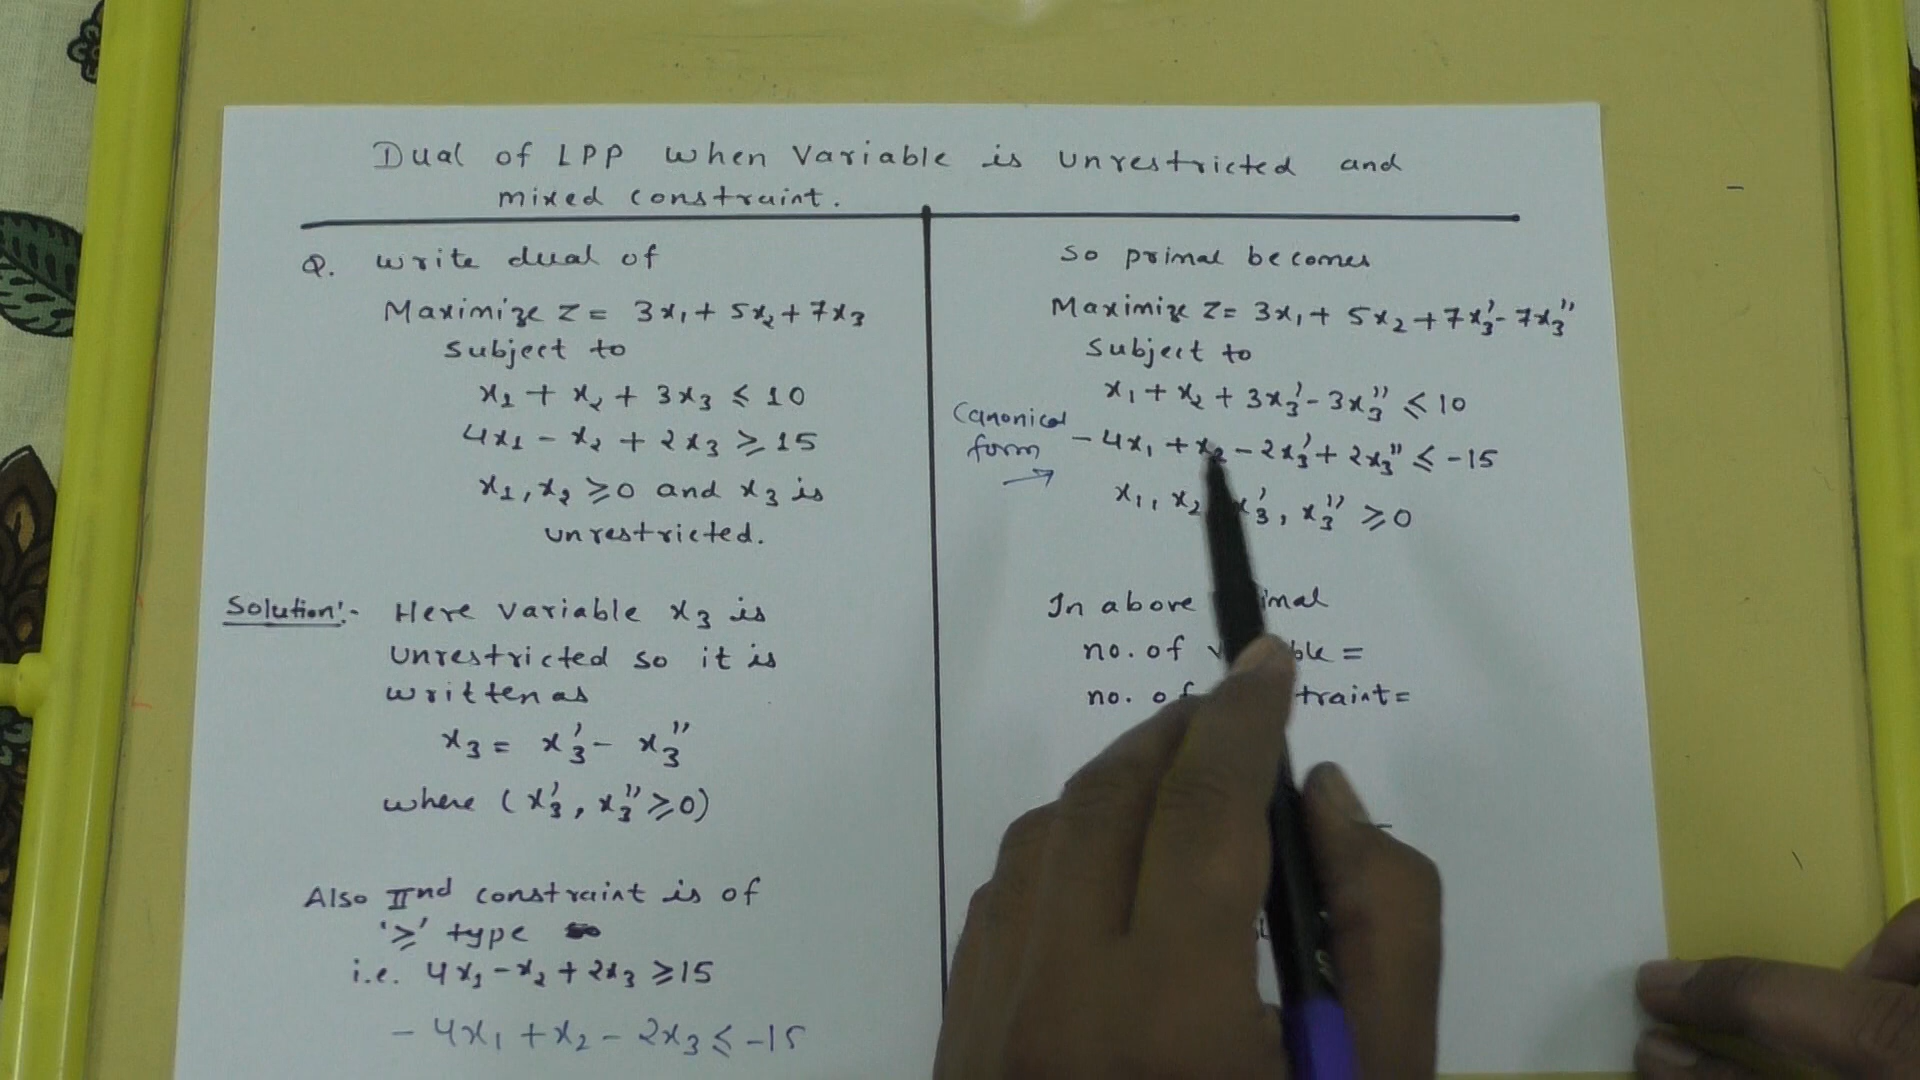 Dual of LPP when Variable is unrestricted and
mixed constraint.
Q. write dual of
Maximize Z = 3x₁ + 5x₂ + 7x₃
Subject to
x₁ + x₂ + 3x₃ ≤ 10
4x₁ - x₂ + 2x₃ ≥ 15
x₁, x₂ ≥ 0 and x₃ is
unrestricted.
Solution:- Here Variable x₃ is
Unrestricted so it is
written as
x₃ = x₃' - x₃''
where (x₃', x₃'' ≥ 0)
Also IInd constraint is of
'≥' type
i.e. 4x₁ - x₂ + 2x₃ ≥ 15
- 4x₁ + x₂ - 2x₃ ≤ -15
So primal becomes
Maximize Z = 3x₁ + 5x₂ + 7x₃' - 7x₃''
Subject to
x₁ + x₂ + 3x₃' - 3x₃'' ≤ 10
Canonical
form →
- 4x₁ + x₂ - 2x₃' + 2x₃'' ≤ -15
x₁, x₂ x₃', x₃'' ≥ 0
In above
no. of =
no. of =